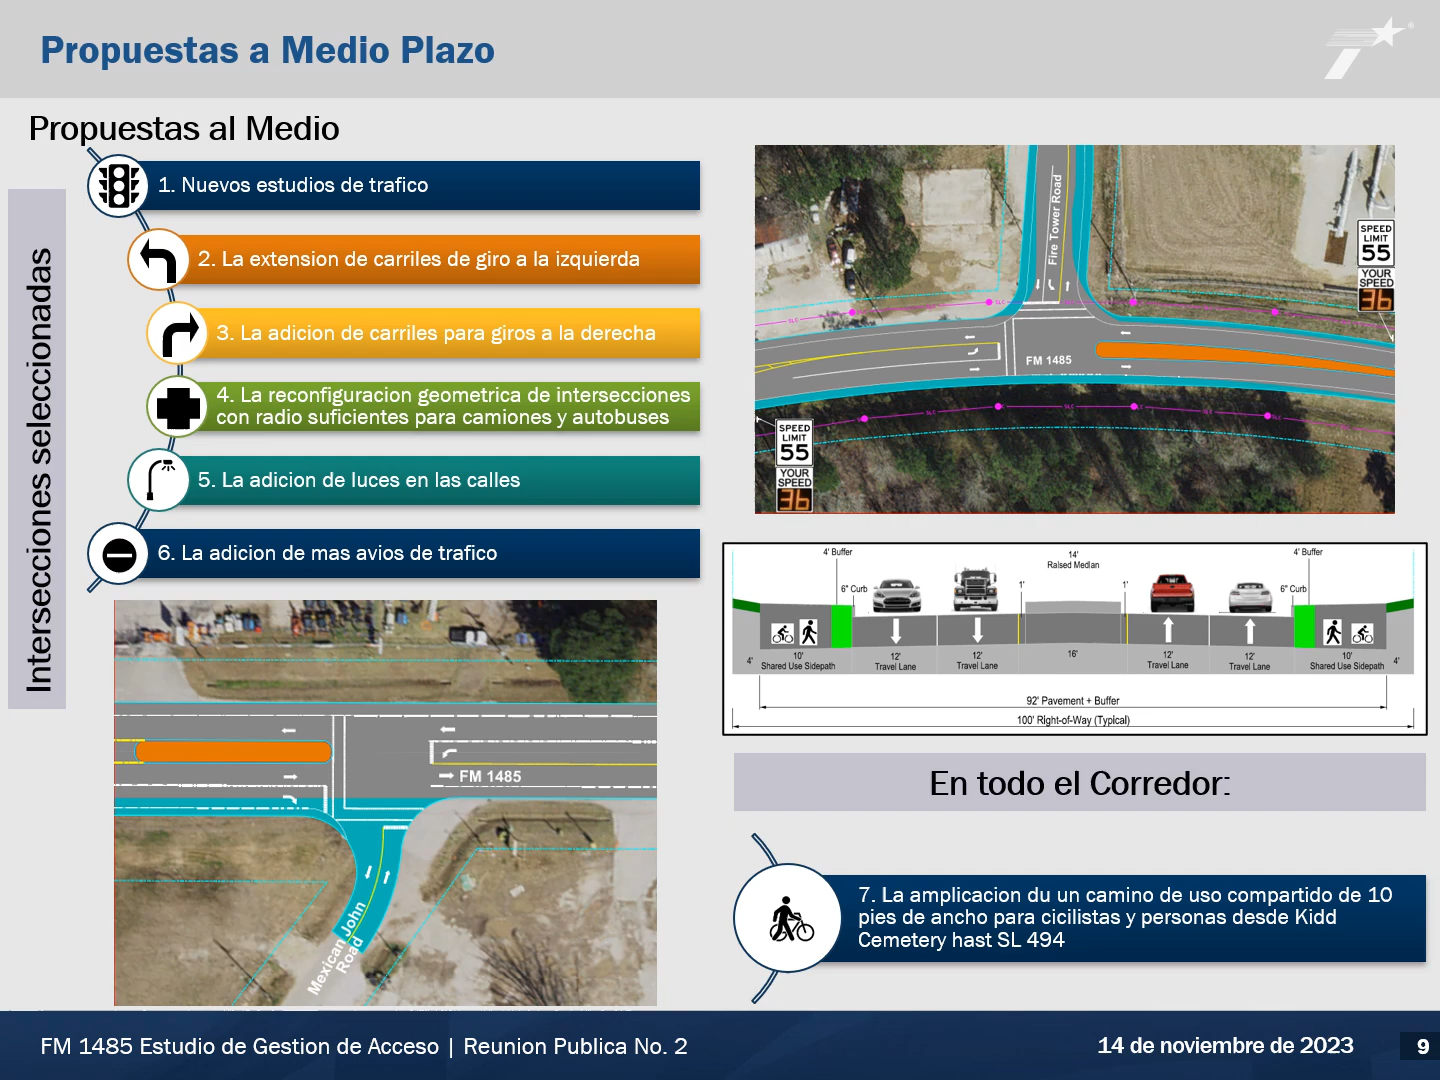 Propuestas a Medio Plazo
Propuestas al Medio
Intersecciones seleccionadas
1. Nuevos estudios de trafico
2. La extension de carriles de giro a la izquierda
3. La adicion de carriles para giros a la derecha
4. La reconfiguracion geometrica de intersecciones
con radio suficientes para camiones y autobuses
5. La adicion de luces en las calles
6. La adicion de mas avios de trafico
FM 1485
Mexican John
Road
Fire Tower Road
SPEED
LIMIT
55
YOUR
SPEED
36
SLC
SLC
FM 1485
SLC
SLC
SLC
SLC
SPEED
LIMIT
55
YOUR
SPEED
36
4' Buffer
14'
Raised Median
4' Buffer
6" Curb
1'
1'
6" Curb
4'
10'
Shared Use Sidepath
12'
Travel Lane
12'
Travel Lane
16'
12'
Travel Lane
12'
Travel Lane
10'
Shared Use Sidepath
4'
92' Pavement + Buffer
100' Right-of-Way (Typical)
En todo el Corredor:
7. La amplicacion du un camino de uso compartido de 10
pies de ancho para cicilistas y personas desde Kidd
Cemetery hast SL 494
FM 1485 Estudio de Gestion de Acceso | Reunion Publica No. 2
14 de noviembre de 2023
9